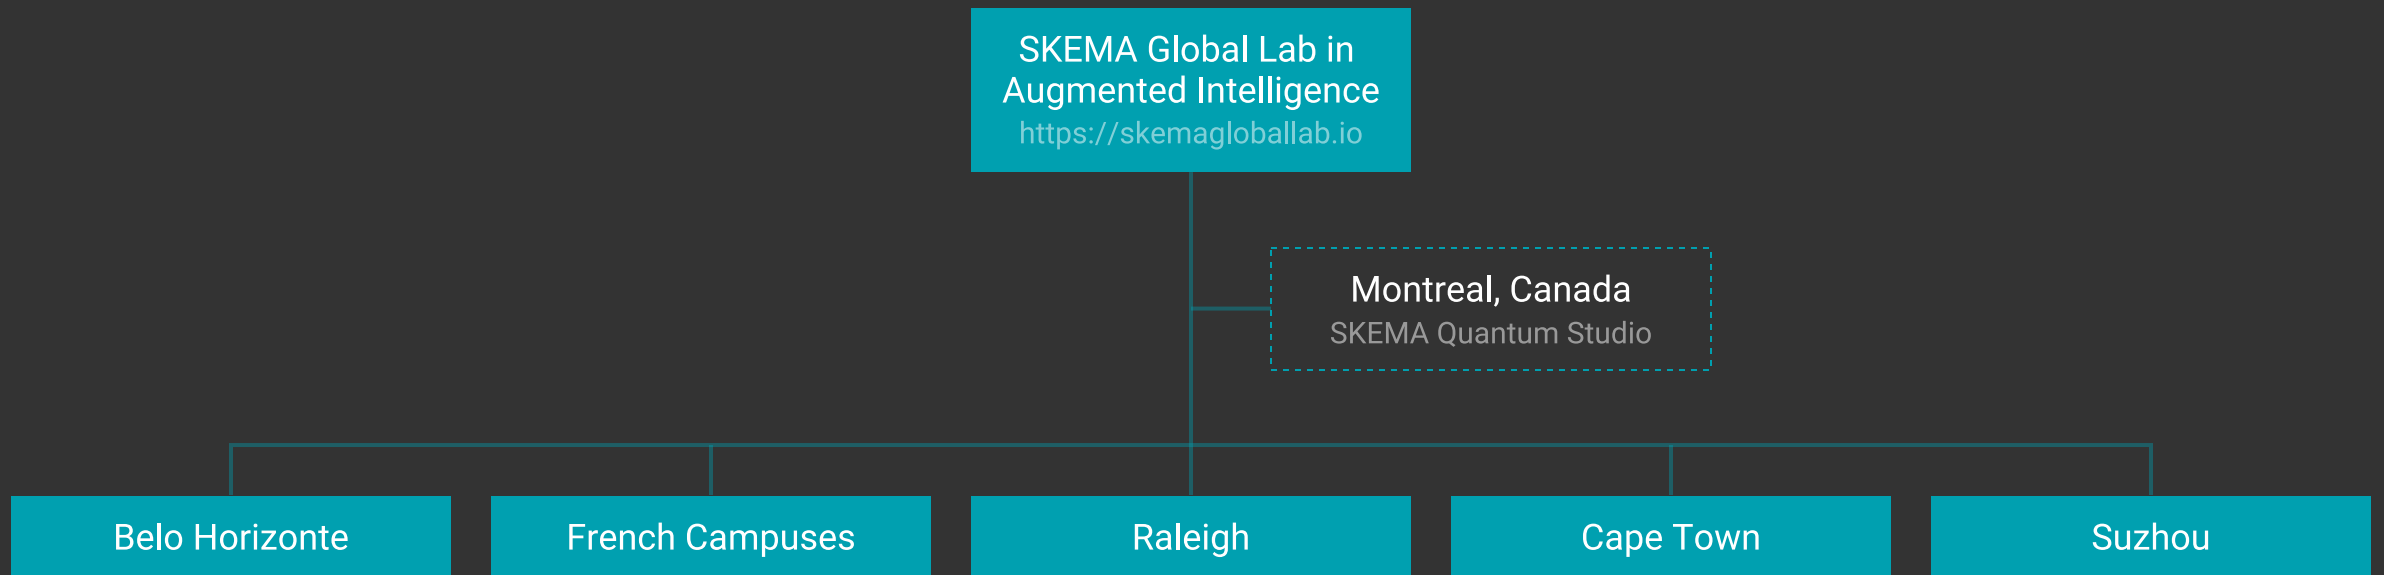 SKEMA Global Lab in
Augmented Intelligence
https://skemagloballab.io
Montreal, Canada
SKEMA Quantum Studio
Belo Horizonte
French Campuses
Raleigh
Cape Town
Suzhou